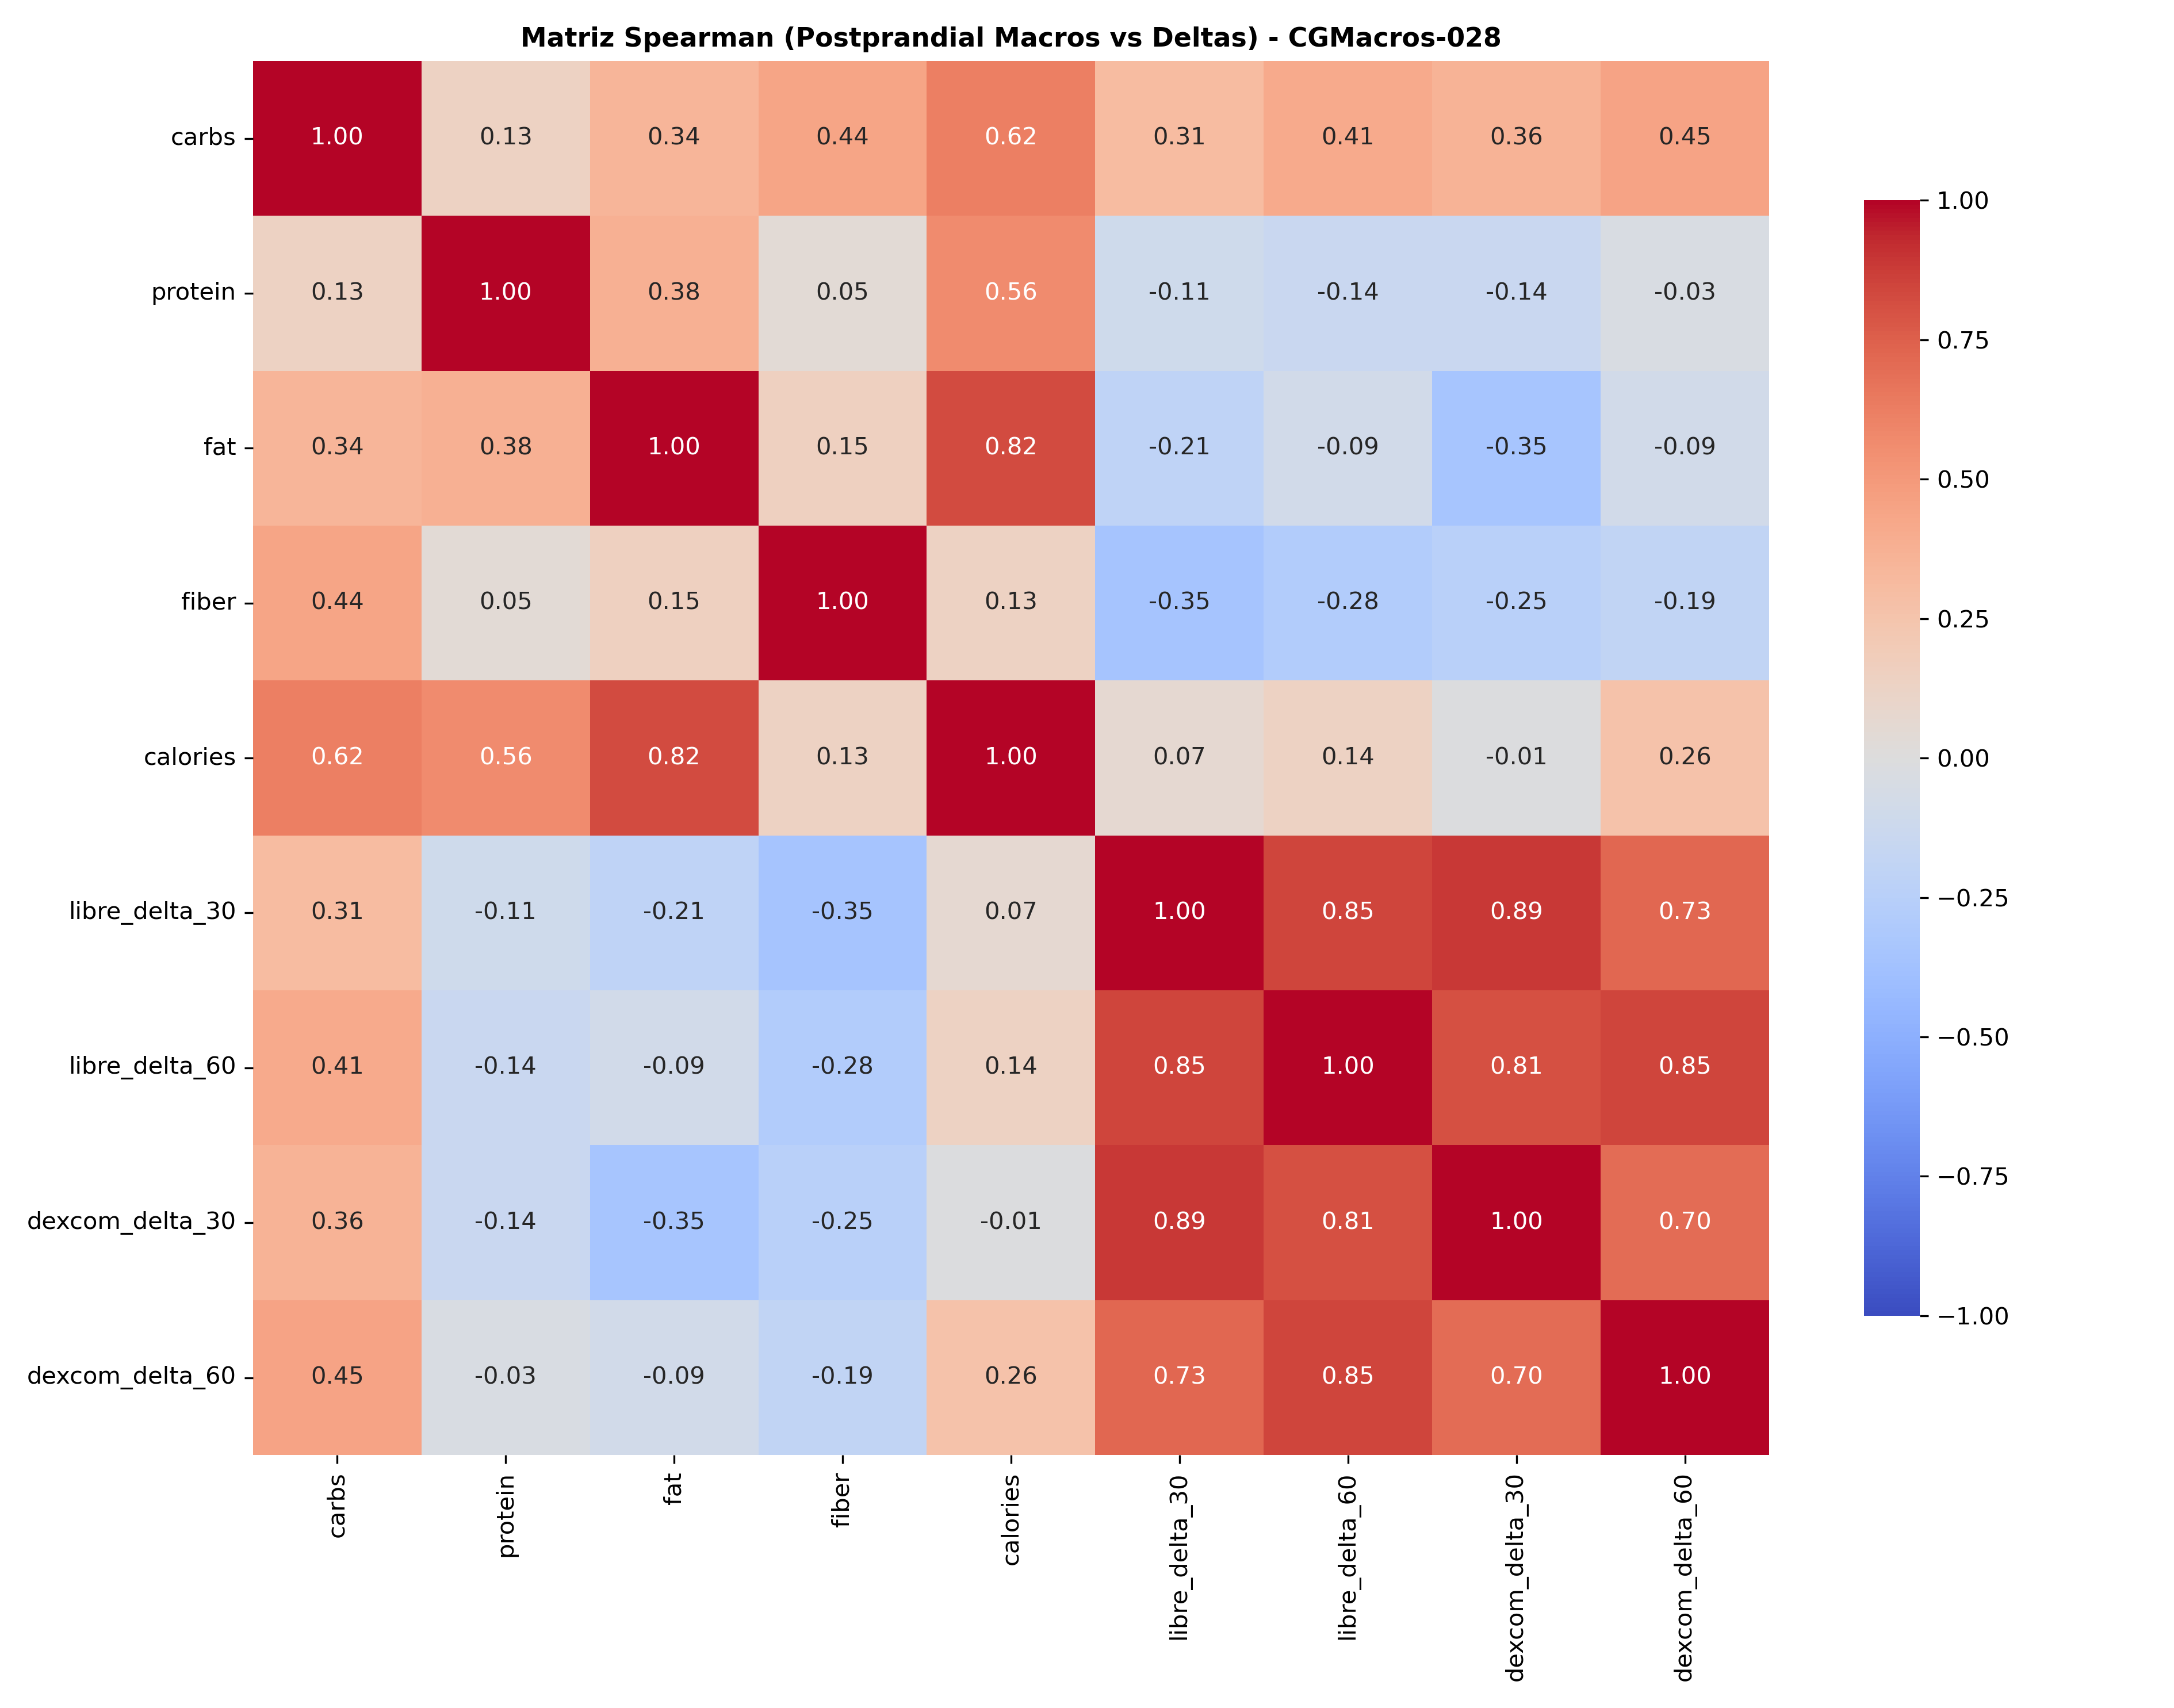 Matriz Spearman (Postprandial Macros vs Deltas) - CGMacros-028
carbs 1.00 0.13 0.34 0.44 0.62 0.31 0.41 0.36 0.45
protein 0.13 1.00 0.38 0.05 0.56 -0.11 -0.14 -0.14 -0.03
fat 0.34 0.38 1.00 0.15 0.82 -0.21 -0.09 -0.35 -0.09
fiber 0.44 0.05 0.15 1.00 0.13 -0.35 -0.28 -0.25 -0.19
calories 0.62 0.56 0.82 0.13 1.00 0.07 0.14 -0.01 0.26
libre_delta_30 0.31 -0.11 -0.21 -0.35 0.07 1.00 0.85 0.89 0.73
libre_delta_60 0.41 -0.14 -0.09 -0.28 0.14 0.85 1.00 0.81 0.85
dexcom_delta_30 0.36 -0.14 -0.35 -0.25 -0.01 0.89 0.81 1.00 0.70
dexcom_delta_60 0.45 -0.03 -0.09 -0.19 0.26 0.73 0.85 0.70 1.00
carbs protein fat fiber calories libre_delta_30 libre_delta_60 dexcom_delta_30 dexcom_delta_60
1.00
0.75
0.50
0.25
0.00
−0.25
−0.50
−0.75
−1.00